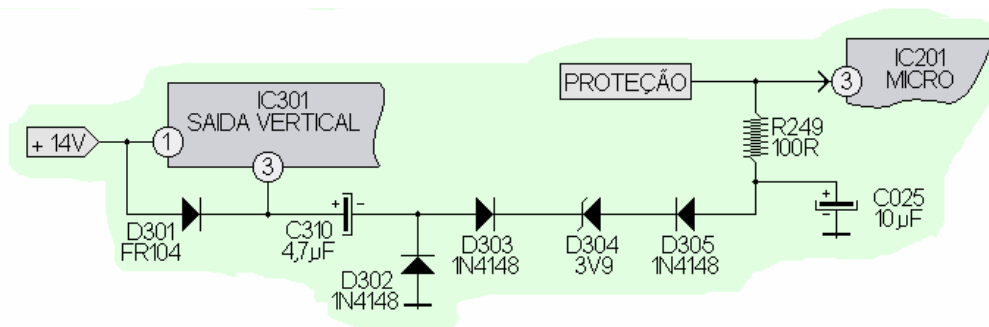 IC201
MICRO
3
PROTEÇÃO
IC301
SAIDA VERTICAL
+ 14V
1
3
R249
100R
D301
FR104
+
-
C310
4,7µF
D302
1N4148
D303
1N4148
D304
3V9
D305
1N4148
+
-
C025
10µF